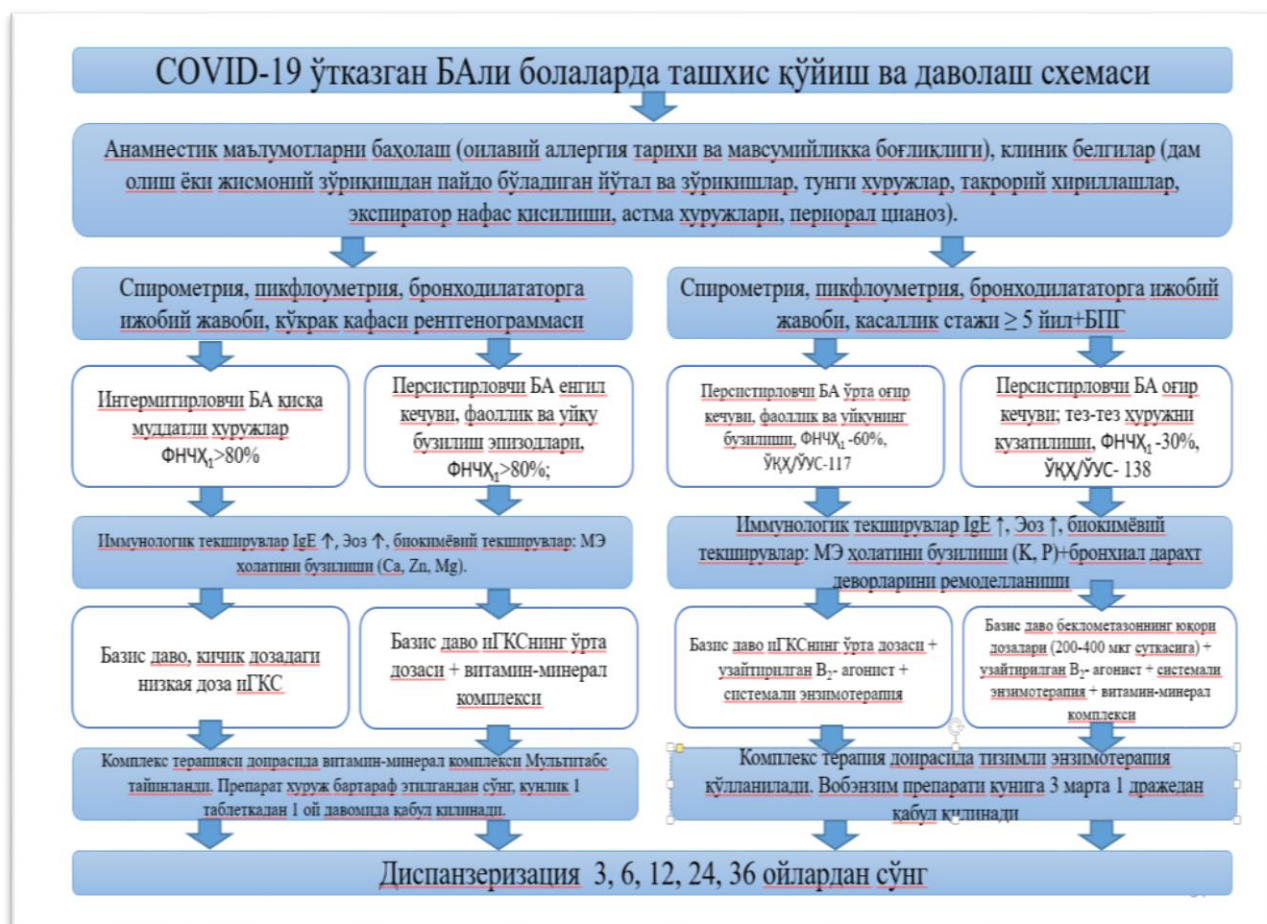 COVID-19 ўтказган БАли болаларда ташхис қўйиш ва даволаш схемаси
Анамнестик маълумотларни баҳолаш (оилавий аллергия тарихи ва мавсумийликка боғлиқлиги), клиник белгилар (дам
олиш ёки жисмоний зўриқишдан пайдо бўладиган йўтал ва зўриқишлар, тунги хуружлар, такрорий хириллашлар,
экспиратор нафас қисилиши, астма хуружлари, периорал цианоз).
Спирометрия, пикфлоуметрия, бронходилататорга
ижобий жавоби, кўкрак қафаси рентгенограммаси
Спирометрия, пикфлоуметрия, бронходилататорга ижобий
жавоби, касаллик стажи ≥ 5 йил+БПГ
Интермитирловчи БА қисқа
муддатли хуружлар
ФНЧҲ₁>80%
Персистирловчи БА енгил
кечуви, фаоллик ва уйқу
бузилиш эпизодлари,
ФНЧҲ₁>80%;
Персистирловчи БА ўрта оғир
кечуви, фаоллик ва уйқунинг
бузилиши, ФНЧҲ₁ -60%,
ЎҚҲ/ЎУС-117
Персистирловчи БА оғир
кечуви; тез-тез хуружни
кузатилиши, ФНЧҲ₁ -30%,
ЎҚҲ/ЎУС- 138
Иммунологик текширувлар IgE ↑, Эоз ↑, биокимёвий текширувлар: МЭ
ҳолатини бузилиши (Ca, Zn, Mg).
Иммунологик текширувлар IgE ↑, Эоз ↑, биокимёвий
текширувлар: МЭ ҳолатини бузилиши (K, P)+бронхиал дарахт
деворларини ремоделланиши
Базис даво, кичик дозадаги
низкая доза иГКС
Базис даво иГКСнинг ўрта
дозаси + витамин-минерал
комплекси
Базис даво иГКСнинг ўрта дозаси +
узайтирилган B₂- агонист +
системали энзимотерапия
Базис даво беклометазоннинг юқори
дозалари (200-400 мкг суткасига) +
узайтирилган B₂- агонист + системали
энзимотерапия + витамин-минерал
комплекси
Комплекс терапияси доирасида витамин-минерал комплекси Мультитабс
тайинланди. Препарат хуруж бартараф этилгандан сўнг, кунлик 1
таблеткадан 1 ой давомида қабул қилинади.
Комплекс терапия доирасида тизимли энзимотерапия
қўлланилади. Вобэнзим препарати кунига 3 марта 1 дражедан
қабул қилинади
Диспанзеризация 3, 6, 12, 24, 36 ойлардан сўнг